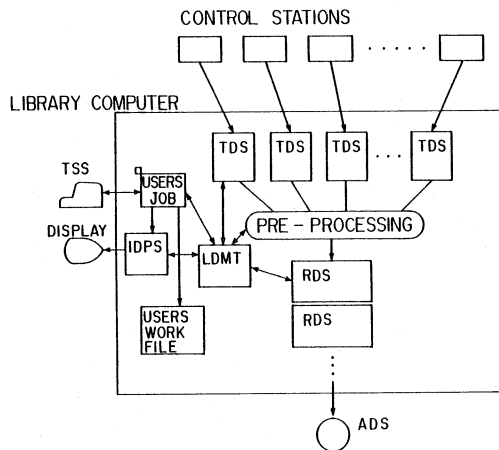 CONTROL STATIONS
LIBRARY COMPUTER
TDS
TDS
TDS
TDS
TSS
USERS
JOB
DISPLAY
IDPS
LDMT
PRE-PROCESSING
RDS
RDS
USERS
WORK
FILE
ADS